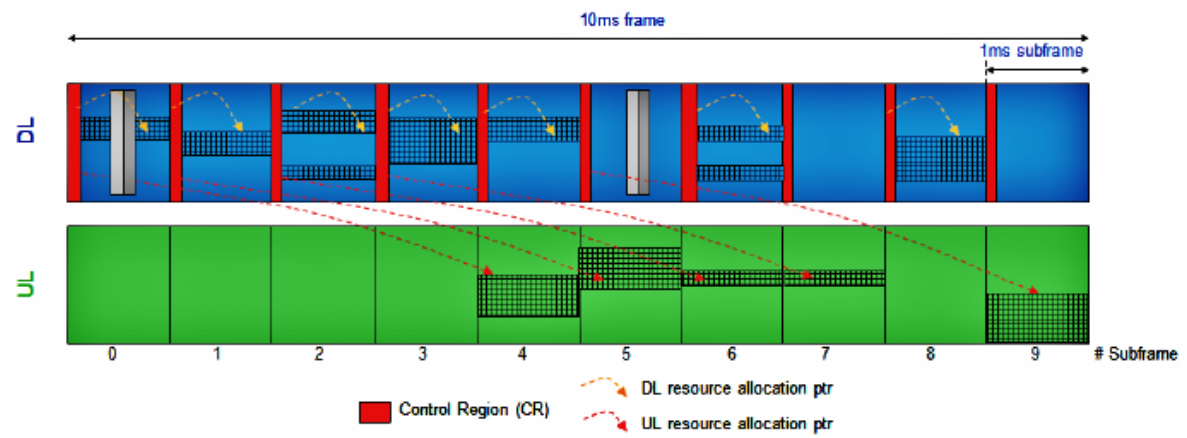 10ms frame
1ms subframe
DL
UL
0 1 2 3 4 5 6 7 8 9 # Subframe
DL resource allocation ptr
Control Region (CR)
UL resource allocation ptr